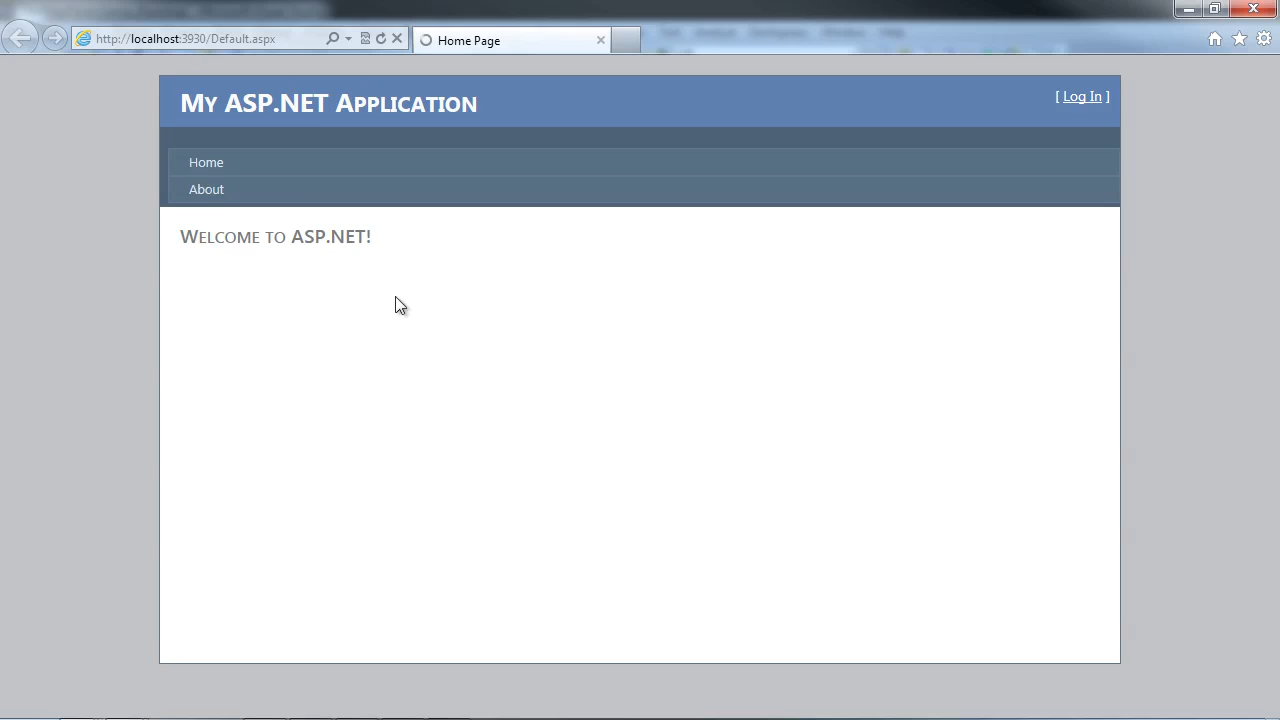 http://localhost:3930/Default.aspx
Home Page
My ASP.NET Application
[ Log In ]
Home
About
Welcome to ASP.NET!